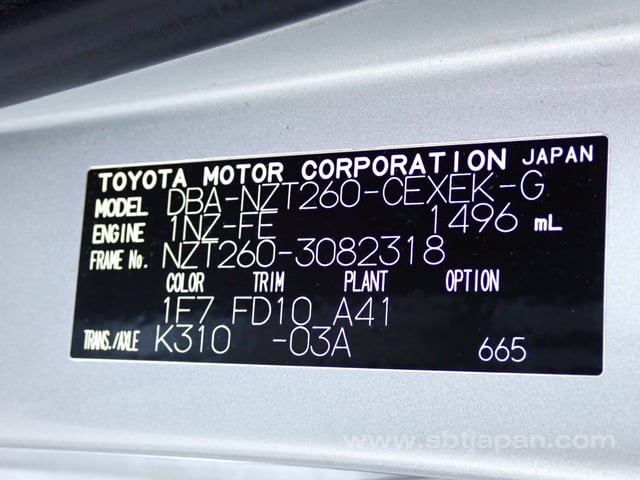 TOYOTA MOTOR CORPORATION JAPAN
MODEL DBA-NZT260-CEXEK-G
ENGINE 1NZ-FE 1496 mL
FRAME No. NZT260-3082318
COLOR TRIM PLANT OPTION
1F7 FD10 A41
TRANS./AXLE K310 -03A 665
www.sbtjapan.com